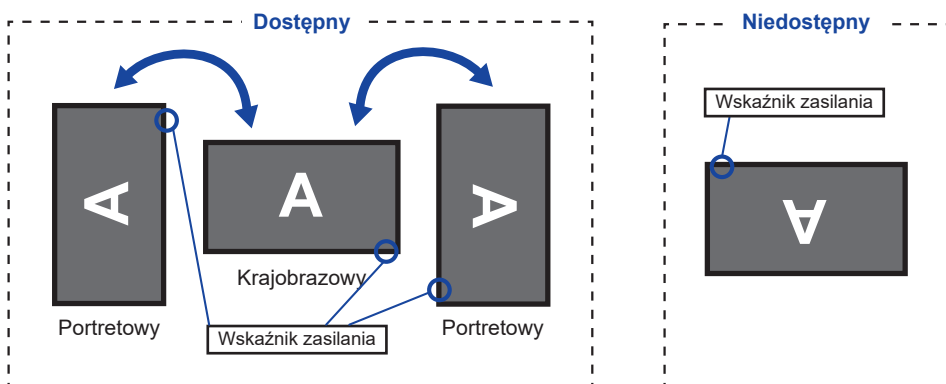 Dostępny
Niedostępny
Wskaźnik zasilania
A
A
A
A
Krajobrazowy
Portretowy
Wskaźnik zasilania
Portretowy